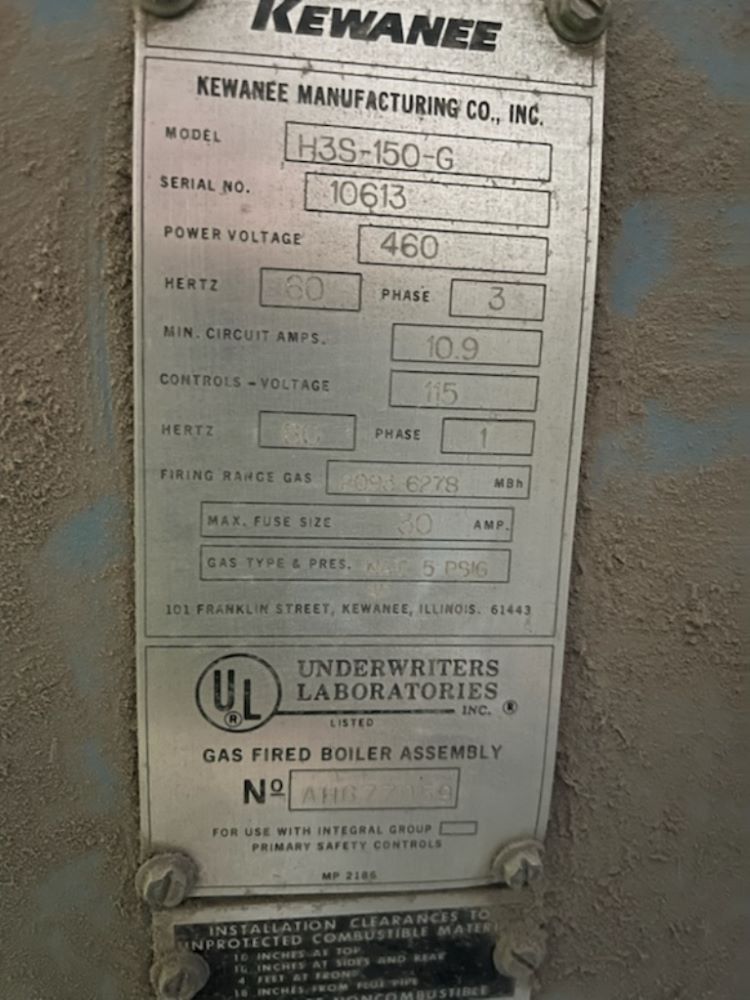 KEWANEE
KEWANEE MANUFACTURING CO., INC.
MODEL H3S-150-G
SERIAL NO. 10613
POWER VOLTAGE 460
HERTZ 60 PHASE 3
MIN. CIRCUIT AMPS. 10.9
CONTROLS - VOLTAGE 115
HERTZ 60 PHASE 1
FIRING RANGE GAS 6278 MBh
MAX. FUSE SIZE 30 AMP.
GAS TYPE & PRES. 5 PSIG
101 FRANKLIN STREET, KEWANEE, ILLINOIS. 61443
UL ® UNDERWRITERS
LABORATORIES
INC. ®
LISTED
GAS FIRED BOILER ASSEMBLY
Nº
FOR USE WITH INTEGRAL GROUP
PRIMARY SAFETY CONTROLS
MP 2186
INSTALLATION CLEARANCES TO
UNPROTECTED COMBUSTIBLE MATER
INCHES AT TOP
INCHES AT SIDES AND REAR
4 FEET AT FRONT
INCHES FROM FLUE PIPE
NONCOMBUSTIBLE